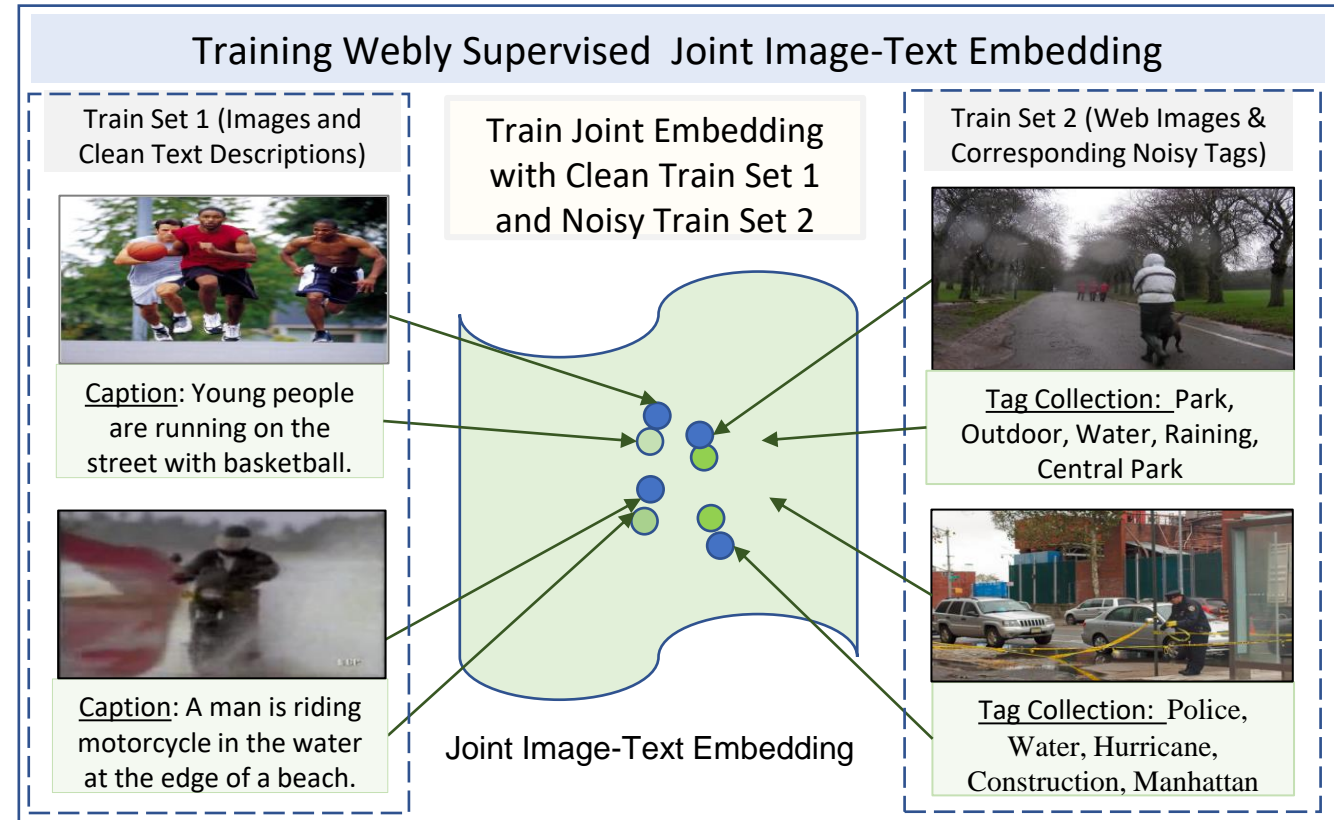 Training Webly Supervised Joint Image-Text Embedding
Train Set 1 (Images and
Clean Text Descriptions)
Caption: Young people
are running on the
street with basketball.
Caption: A man is riding
motorcycle in the water
at the edge of a beach.
Train Joint Embedding
with Clean Train Set 1
and Noisy Train Set 2
Joint Image-Text Embedding
Train Set 2 (Web Images &
Corresponding Noisy Tags)
Tag Collection: Park,
Outdoor, Water, Raining,
Central Park
Tag Collection: Police,
Water, Hurricane,
Construction, Manhattan